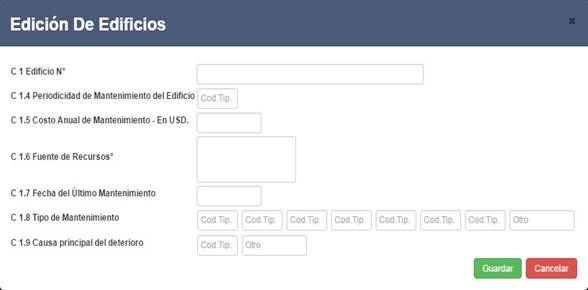 Edición De Edificios ×
C 1 Edificio N°
C 1.4 Periodicidad de Mantenimiento del Edificio Cod.Tip.
C 1.5 Costo Anual de Mantenimiento - En USD.
C 1.6 Fuente de Recursos°
C 1.7 Fecha del Último Mantenimiento
C 1.8 Tipo de Mantenimiento Cod.Tip. Cod.Tip. Cod.Tip. Cod.Tip. Cod.Tip. Cod.Tip. Cod.Tip. Otro
C 1.9 Causa principal del deterioro Cod.Tip. Otro
Guardar Cancelar